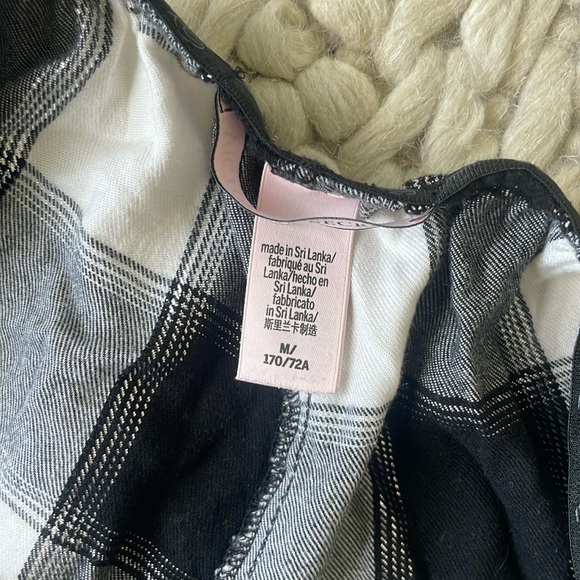 made in Sri Lanka/
fabriqué au Sri
Lanka/hecho en
Sri Lanka/
fabbricato
in Sri Lanka/
斯里兰卡制造
M/
170/72A